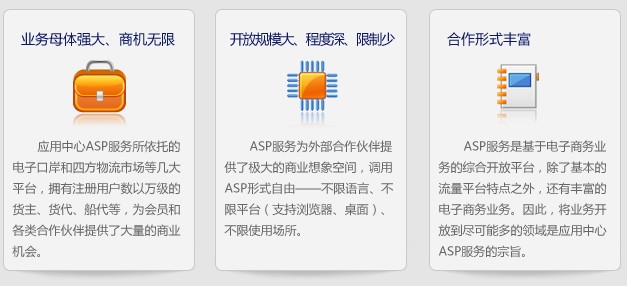 业务母体强大、商机无限
应用中心ASP服务所依托的
电子口岸和四方物流市场等几大
平台，拥有注册用户数以万级的
货主、货代、船代等，为会员和
各类合作伙伴提供了大量的商业
机会。
开放规模大、程度深、限制少
ASP服务为外部合作伙伴提
供了极大的商业想象空间，调用
ASP形式自由——不限语言、不
限平台（支持浏览器、桌面）、
不限使用场所。
合作形式丰富
ASP服务是基于电子商务业
务的综合开放平台，除了基本的
流量平台特点之外，还有丰富的
电子商务业务。因此，将业务开
放到尽可能多的领域是应用中心
ASP服务的宗旨。